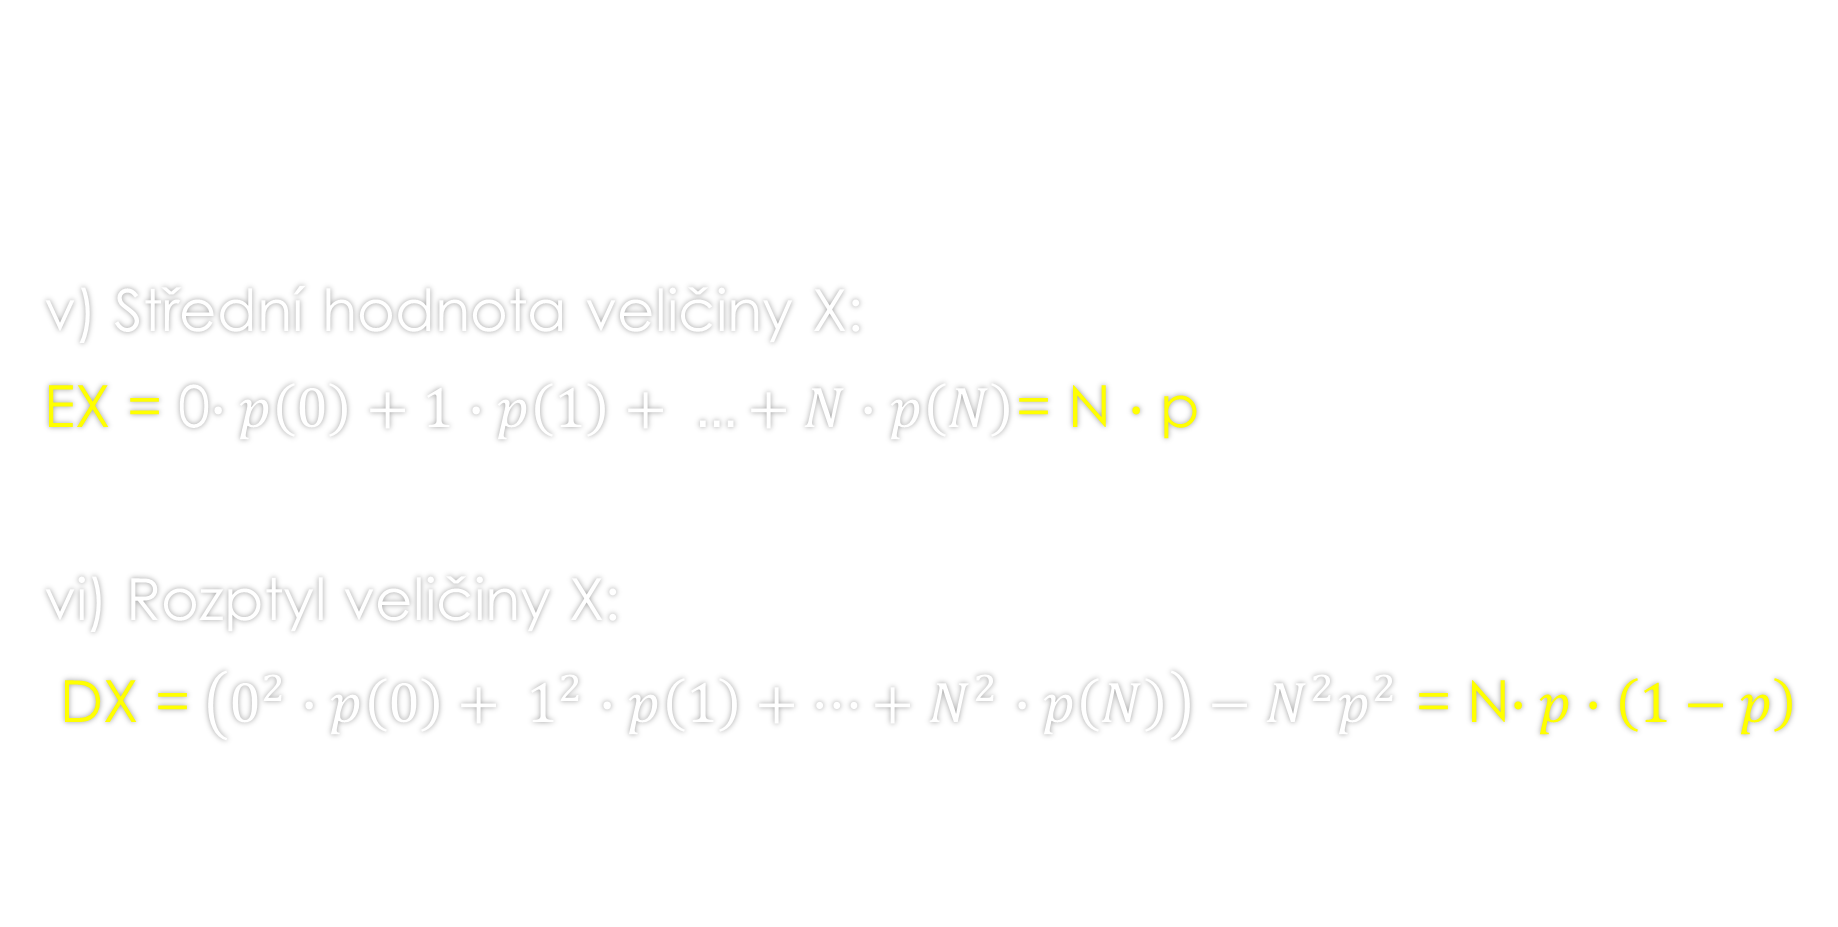 v) Střední hodnota veličiny X:
EX = 0· p(0) + 1 · p(1) + ... + N · p(N)= N · p
vi) Rozptyl veličiny X:
DX = (0² · p(0) + 1² · p(1) + ··· + N² · p(N)) − N²p² = N· p · (1 − p)